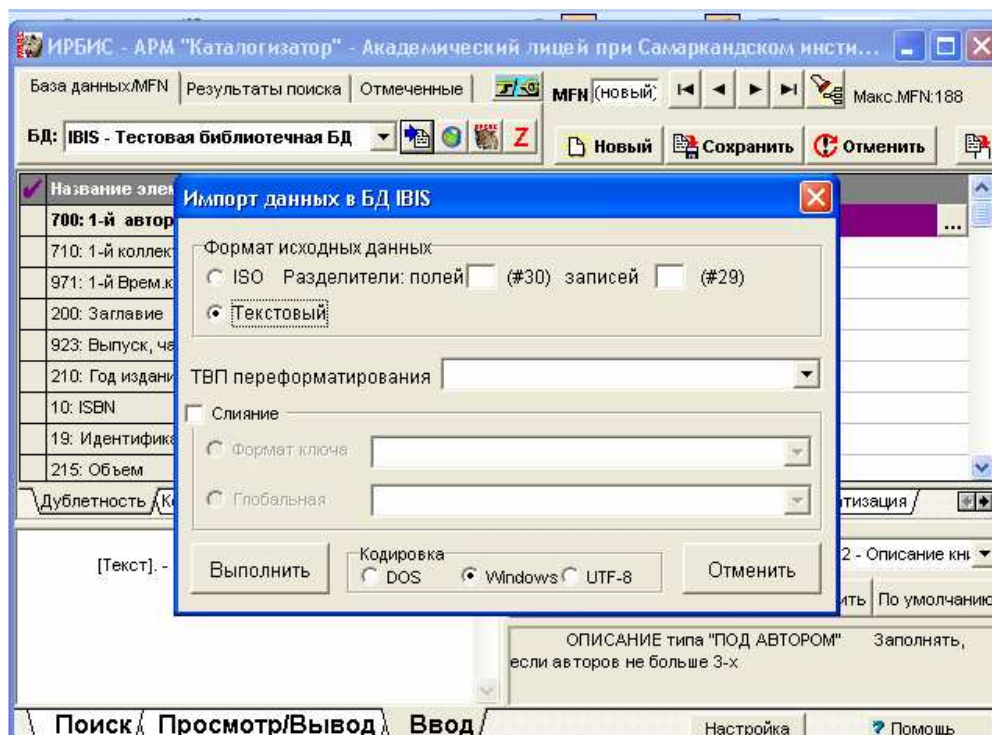 ИРБИС - АРМ "Каталогизатор" - Академический лицей при Самаркандском инсти...
База данных/MFN Результаты поиска Отмеченные MFN (новый) Макс.MFN:188
БД: IBIS - Тестовая библиотечная БД Z Новый Сохранить Отменить
Название элем
700: 1-й автор ...
710: 1-й коллек
971: 1-й Врем.к
200: Заглавие
923: Выпуск, ча
210: Год издани
10: ISBN
19: Идентифика
215: Объем
Дублетность тизация
Импорт данных в БД IBIS
Формат исходных данных
ISO Разделители: полей (#30) записей (#29)
Текстовый
ТВП переформатирования
Слияние
Формат ключа
Глобальная
Выполнить Кодировка DOS Windows UTF-8 Отменить
[Текст]. -
2 - Описание кни
ить По умолчанию
ОПИСАНИЕ типа "ПОД АВТОРОМ" Заполнять,
если авторов не больше 3-х
Поиск Просмотр/Вывод Ввод Настройка ? Помощь